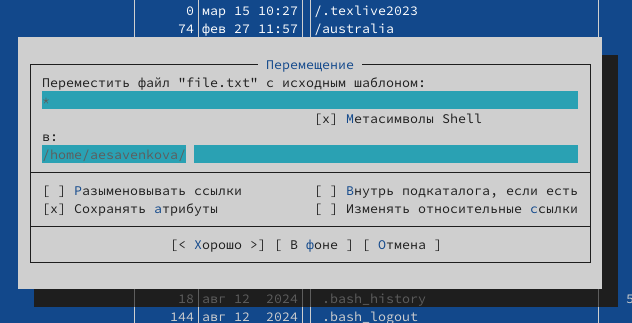 0 мар 15 10:27 /.texlive2023
74 фев 27 11:57 /australia
Перемещение
Переместить файл "file.txt" с исходным шаблоном:
*
[x] Метасимволы Shell
в:
/home/aesavenkova/
[ ] Разыменовывать ссылки [ ] Внутрь подкаталога, если есть
[x] Сохранять атрибуты [ ] Изменять относительные ссылки
[< Хорошо >] [ В фоне ] [ Отмена ]
18 авг 12 2024 .bash_history 5
144 авг 12 2024 .bash_logout